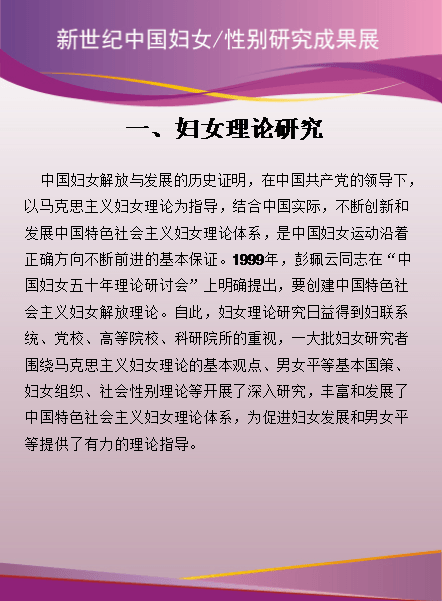 新世纪中国妇女/性别研究成果展
一、妇女理论研究
中国妇女解放与发展的历史证明，在中国共产党的领导下，
以马克思主义妇女理论为指导，结合中国实际，不断创新和
发展中国特色社会主义妇女理论体系，是中国妇女运动沿着
正确方向不断前进的基本保证。1999年，彭珮云同志在“中
国妇女五十年理论研讨会”上明确提出，要创建中国特色社
会主义妇女解放理论。自此，妇女理论研究日益得到妇联系
统、党校、高等院校、科研院所的重视，一大批妇女研究者
围绕马克思主义妇女理论的基本观点、男女平等基本国策、
妇女组织、社会性别理论等开展了深入研究，丰富和发展了
中国特色社会主义妇女理论体系，为促进妇女发展和男女平
等提供了有力的理论指导。